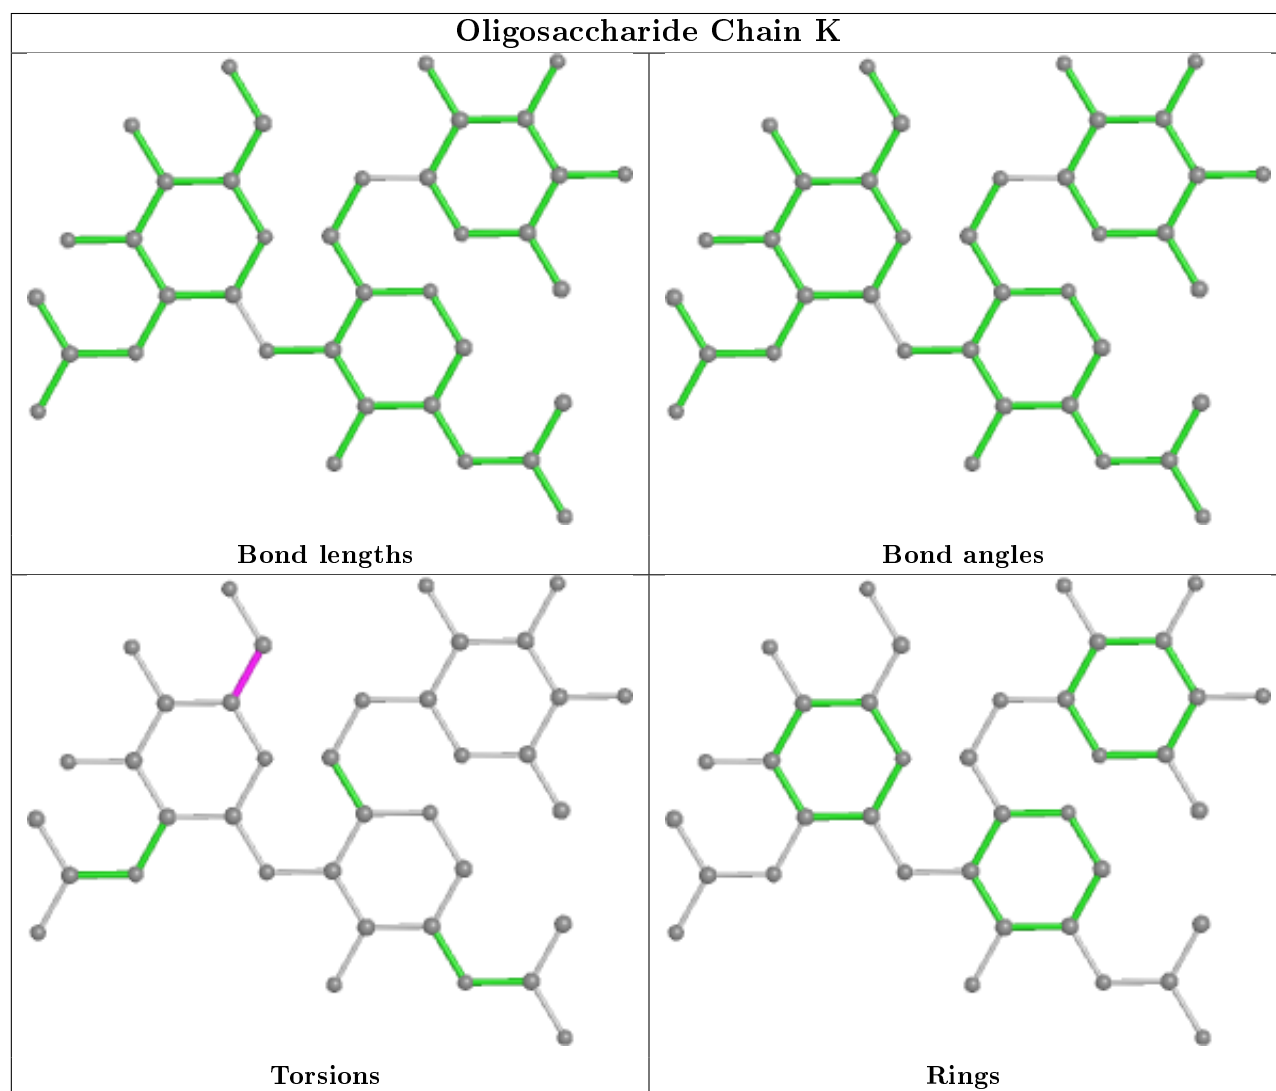 Oligosaccharide Chain K
Bond lengths
Bond angles
Torsions
Rings